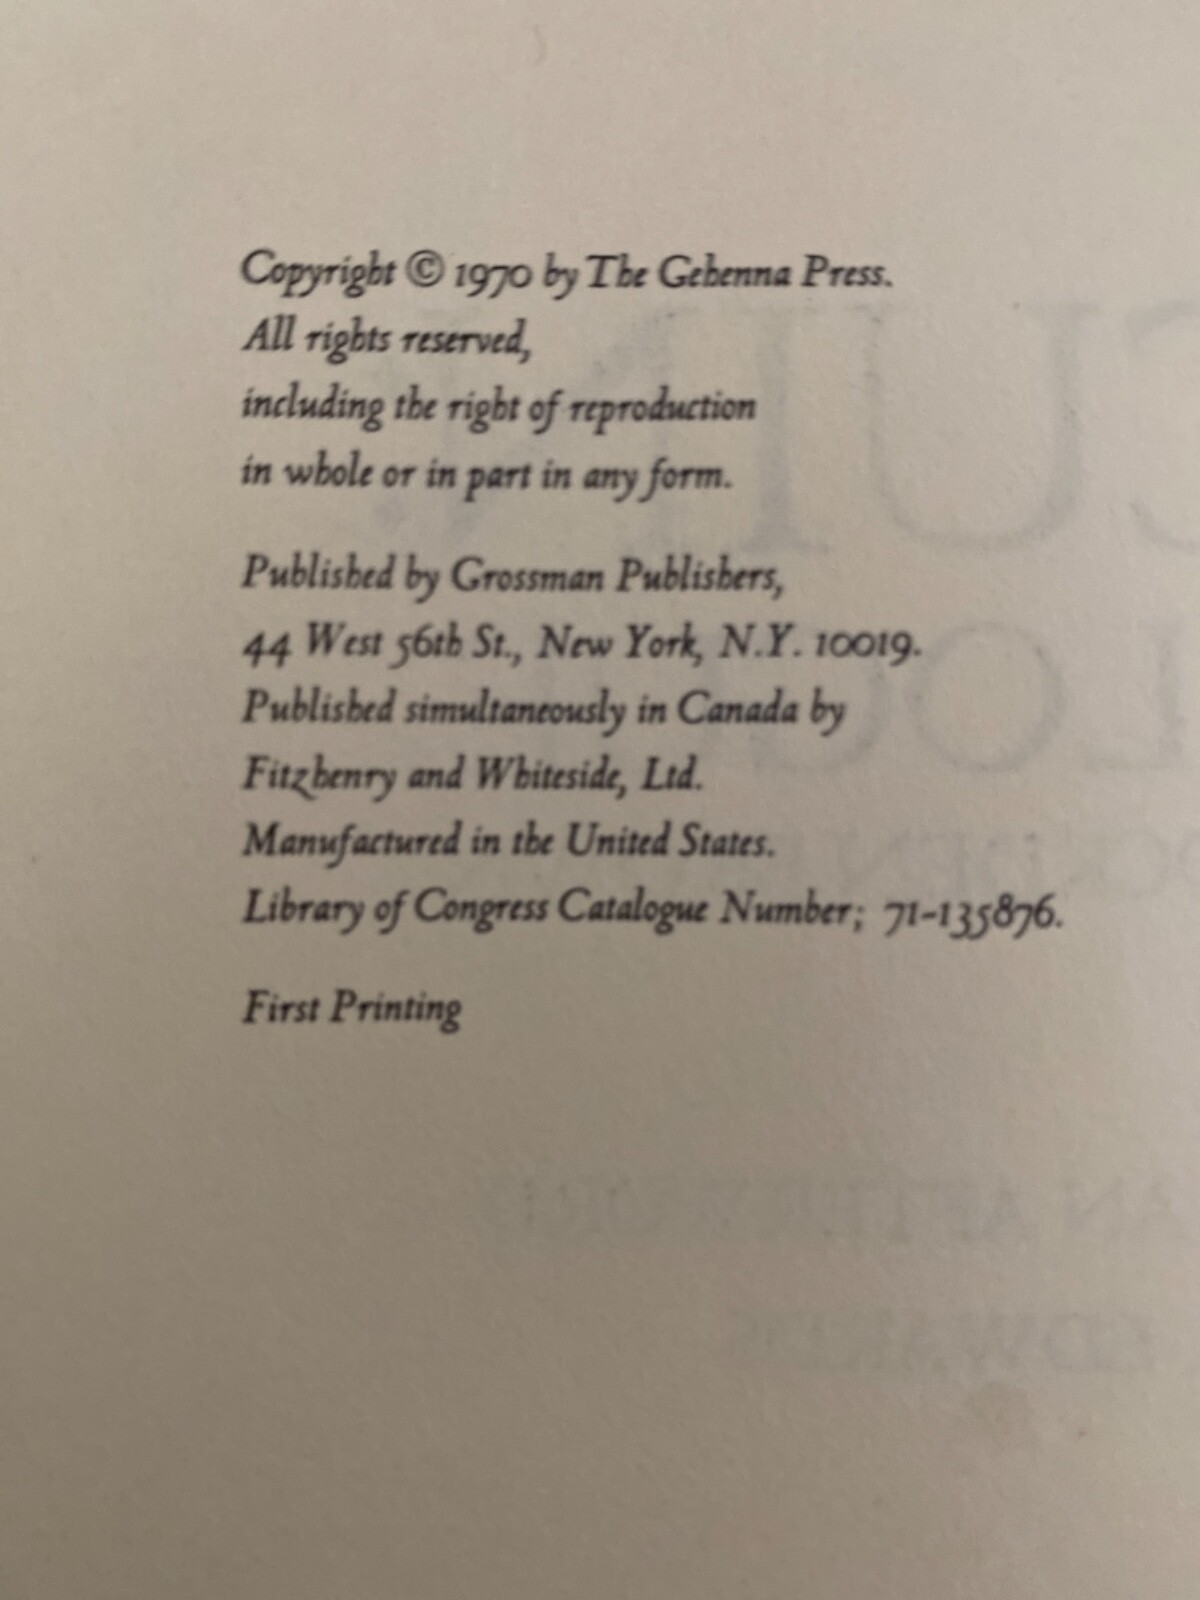 Copyright © 1970 by The Gehenna Press.
All rights reserved,
including the right of reproduction
in whole or in part in any form.
Published by Grossman Publishers,
44 West 56th St., New York, N.Y. 10019.
Published simultaneously in Canada by
Fitzhenry and Whiteside, Ltd.
Manufactured in the United States.
Library of Congress Catalogue Number; 71-135876.
First Printing